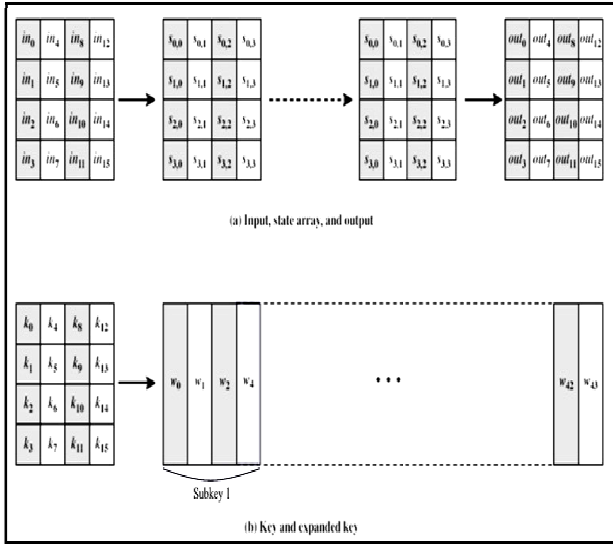 in0 in4 in8 in12 s0,0 s0,1 s0,2 s0,3 s0,0 s0,1 s0,2 s0,3 out0 out4 out8 out12
in1 in5 in9 in13 s1,0 s1,1 s1,2 s1,3 s1,0 s1,1 s1,2 s1,3 out1 out5 out9 out13
in2 in6 in10 in14 s2,0 s2,1 s2,2 s2,3 s2,0 s2,1 s2,2 s2,3 out2 out6 out10 out14
in3 in7 in11 in15 s3,0 s3,1 s3,2 s3,3 s3,0 s3,1 s3,2 s3,3 out3 out7 out11 out15
(a) Input, state array, and output
k0 k4 k8 k12
k1 k5 k9 k13
w0 w1 w2 w4 • • • w42 w43
k2 k6 k10 k14
k3 k7 k11 k15
Subkey 1
(b) Key and expanded key